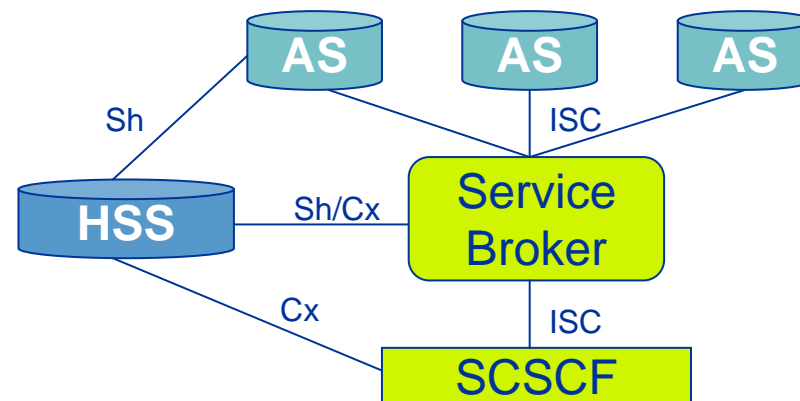 AS
AS
AS
Sh
ISC
Service
Broker
HSS
Sh/Cx
Cx
ISC
SCSCF